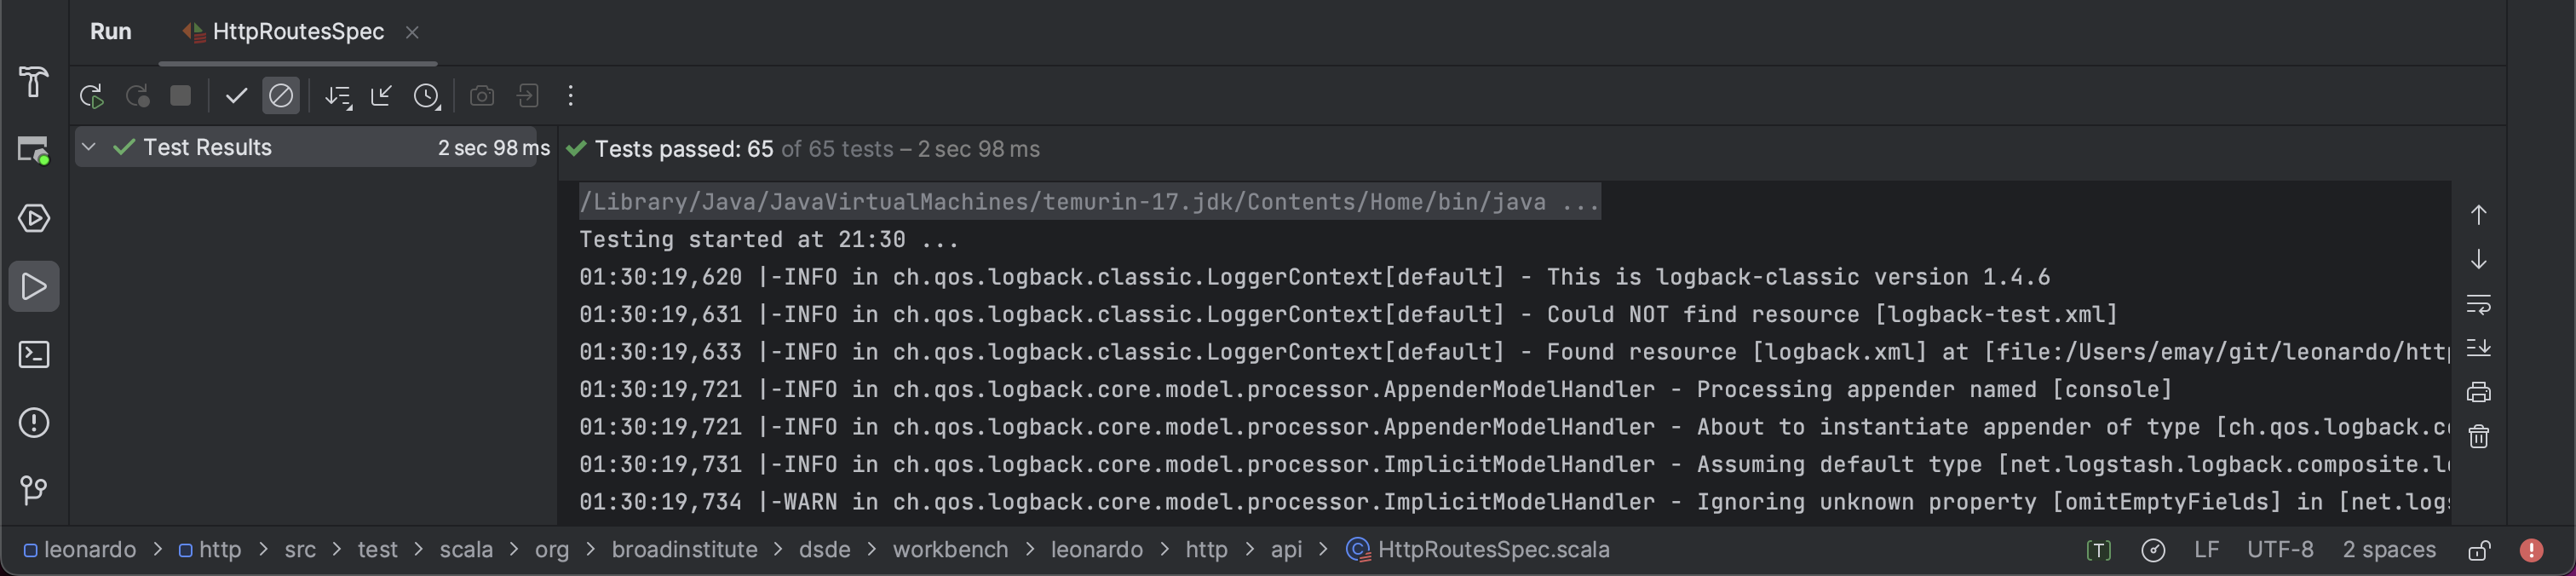 Run HttpRoutesSpec
Test Results 2 sec 98 ms
Tests passed: 65 of 65 tests – 2 sec 98 ms
/Library/Java/JavaVirtualMachines/temurin-17.jdk/Contents/Home/bin/java ...
Testing started at 21:30 ...
01:30:19,620 |-INFO in ch.qos.logback.classic.LoggerContext[default] - This is logback-classic version 1.4.6
01:30:19,631 |-INFO in ch.qos.logback.classic.LoggerContext[default] - Could NOT find resource [logback-test.xml]
01:30:19,633 |-INFO in ch.qos.logback.classic.LoggerContext[default] - Found resource [logback.xml] at [file:/Users/emay/git/leonardo/http
01:30:19,721 |-INFO in ch.qos.logback.core.model.processor.AppenderModelHandler - Processing appender named [console]
01:30:19,721 |-INFO in ch.qos.logback.core.model.processor.AppenderModelHandler - About to instantiate appender of type [ch.qos.logback.c
01:30:19,731 |-INFO in ch.qos.logback.core.model.processor.ImplicitModelHandler - Assuming default type [net.logstash.logback.composite.l
01:30:19,734 |-WARN in ch.qos.logback.core.model.processor.ImplicitModelHandler - Ignoring unknown property [omitEmptyFields] in [net.logs
leonardo > http > src > test > scala > org > broadinstitute > dsde > workbench > leonardo > http > api > HttpRoutesSpec.scala [T] LF UTF-8 2 spaces